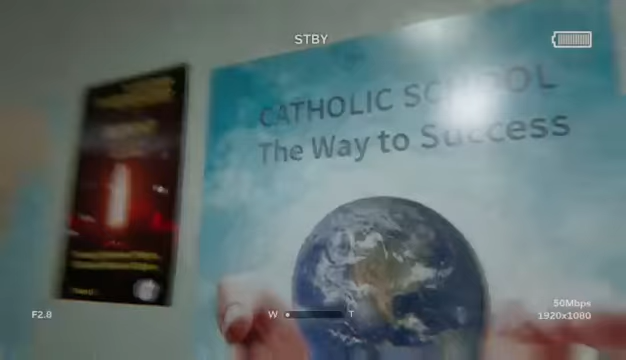 STBY
CATHOLIC SCHOOL
The Way to Success
F2.8
W T
50Mbps
1920x1080